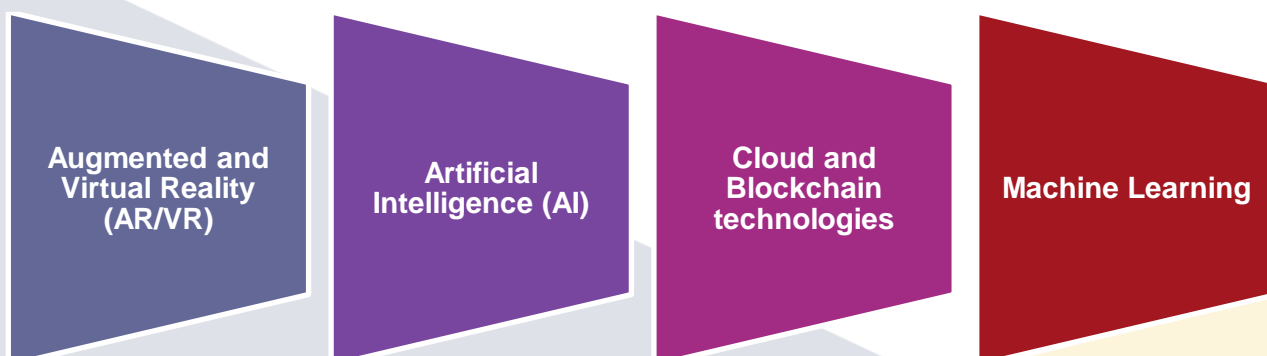 Augmented and
Virtual Reality
(AR/VR)
Artificial
Intelligence (AI)
Cloud and
Blockchain
technologies
Machine Learning